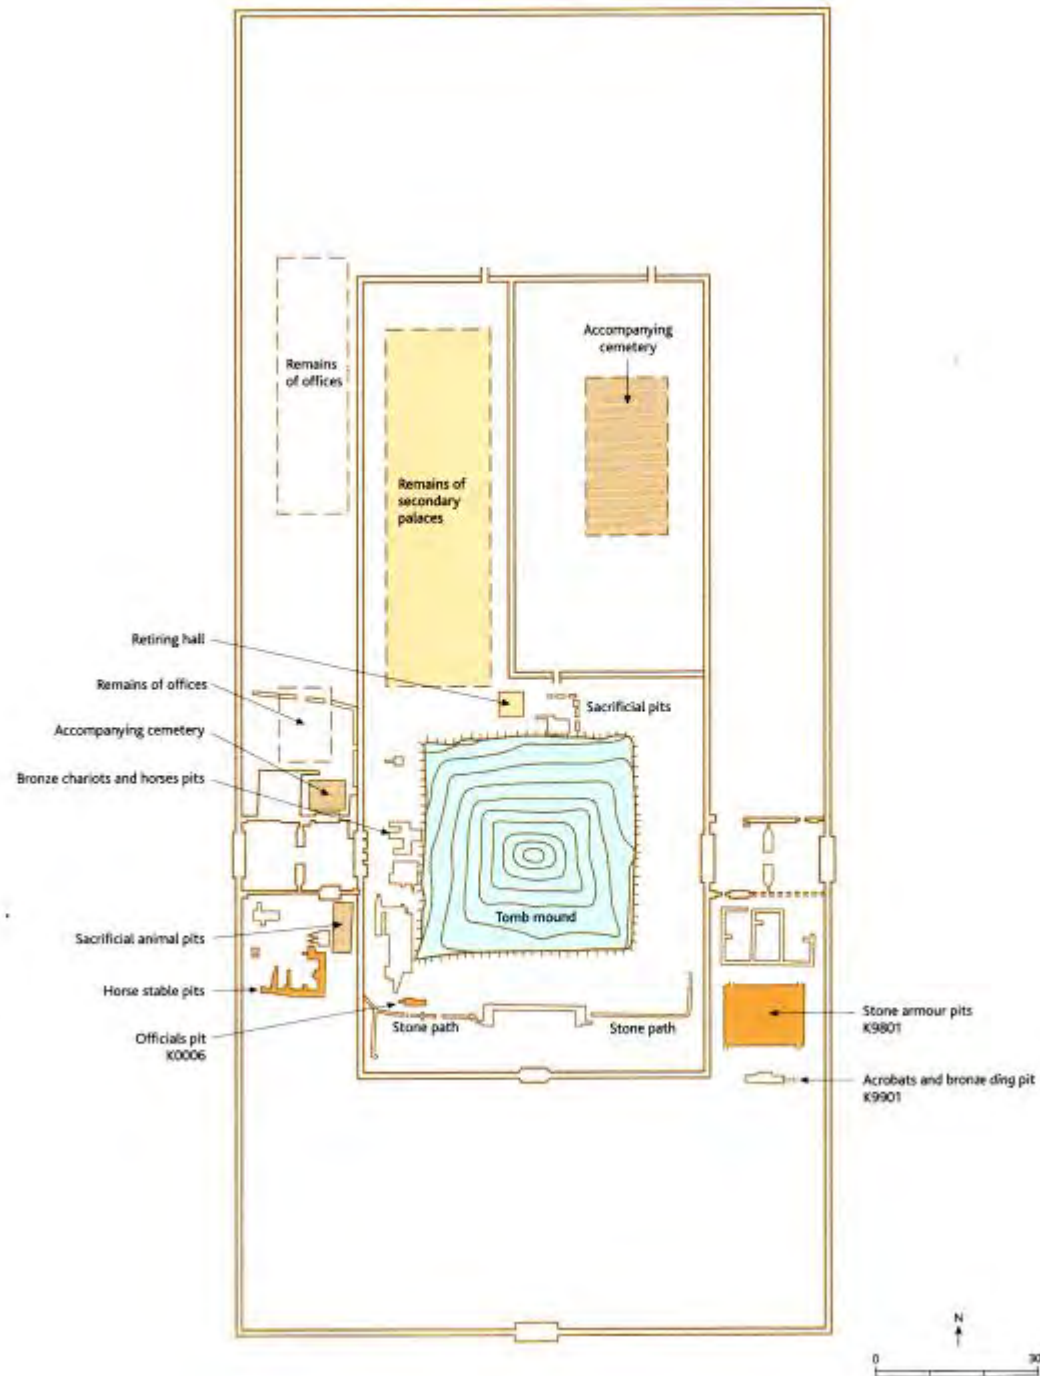 Accompanying
cemetery
Remains
of offices
Remains of
secondary
palaces
Retiring hall
Remains of offices
Sacrificial pits
Accompanying cemetery
Bronze chariots and horses pits
Tomb mound
Sacrificial animal pits
Horse stable pits
Stone armour pits
K9801
Stone path
Stone path
Officials pit
K0006
Acrobats and bronze ding pit
K9901
N
0